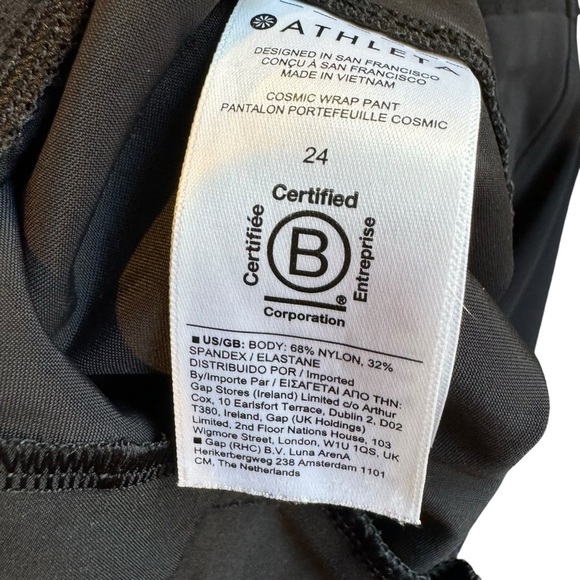 ATHLETA
DESIGNED IN SAN FRANCISCO
CONÇU À SAN FRANCISCO
MADE IN VIETNAM
COSMIC WRAP PANT
PANTALON PORTEFEUILLE COSMIC
24
Certified
Certifiée
B
Entreprise
®
Corporation
■ US/GB: BODY: 68% NYLON, 32%
SPANDEX / ELASTANE
DISTRIBUIDO POR / Imported
By/Importe Par / ΕΙΣΑΓΕΤΑΙ ΑΠΟ ΤΗΝ:
Gap Stores (Ireland) Limited c/o Arthur
Cox, 10 Earlsfort Terrace, Dublin 2, D02
T380, Ireland, Gap (UK Holdings)
Limited, 2nd Floor Nations House, 103
Wigmore Street, London, W1U 1QS, UK
■ Gap (RHC) B.V. Luna ArenA
Herikerbergweg 238 Amsterdam 1101
CM, The Netherlands